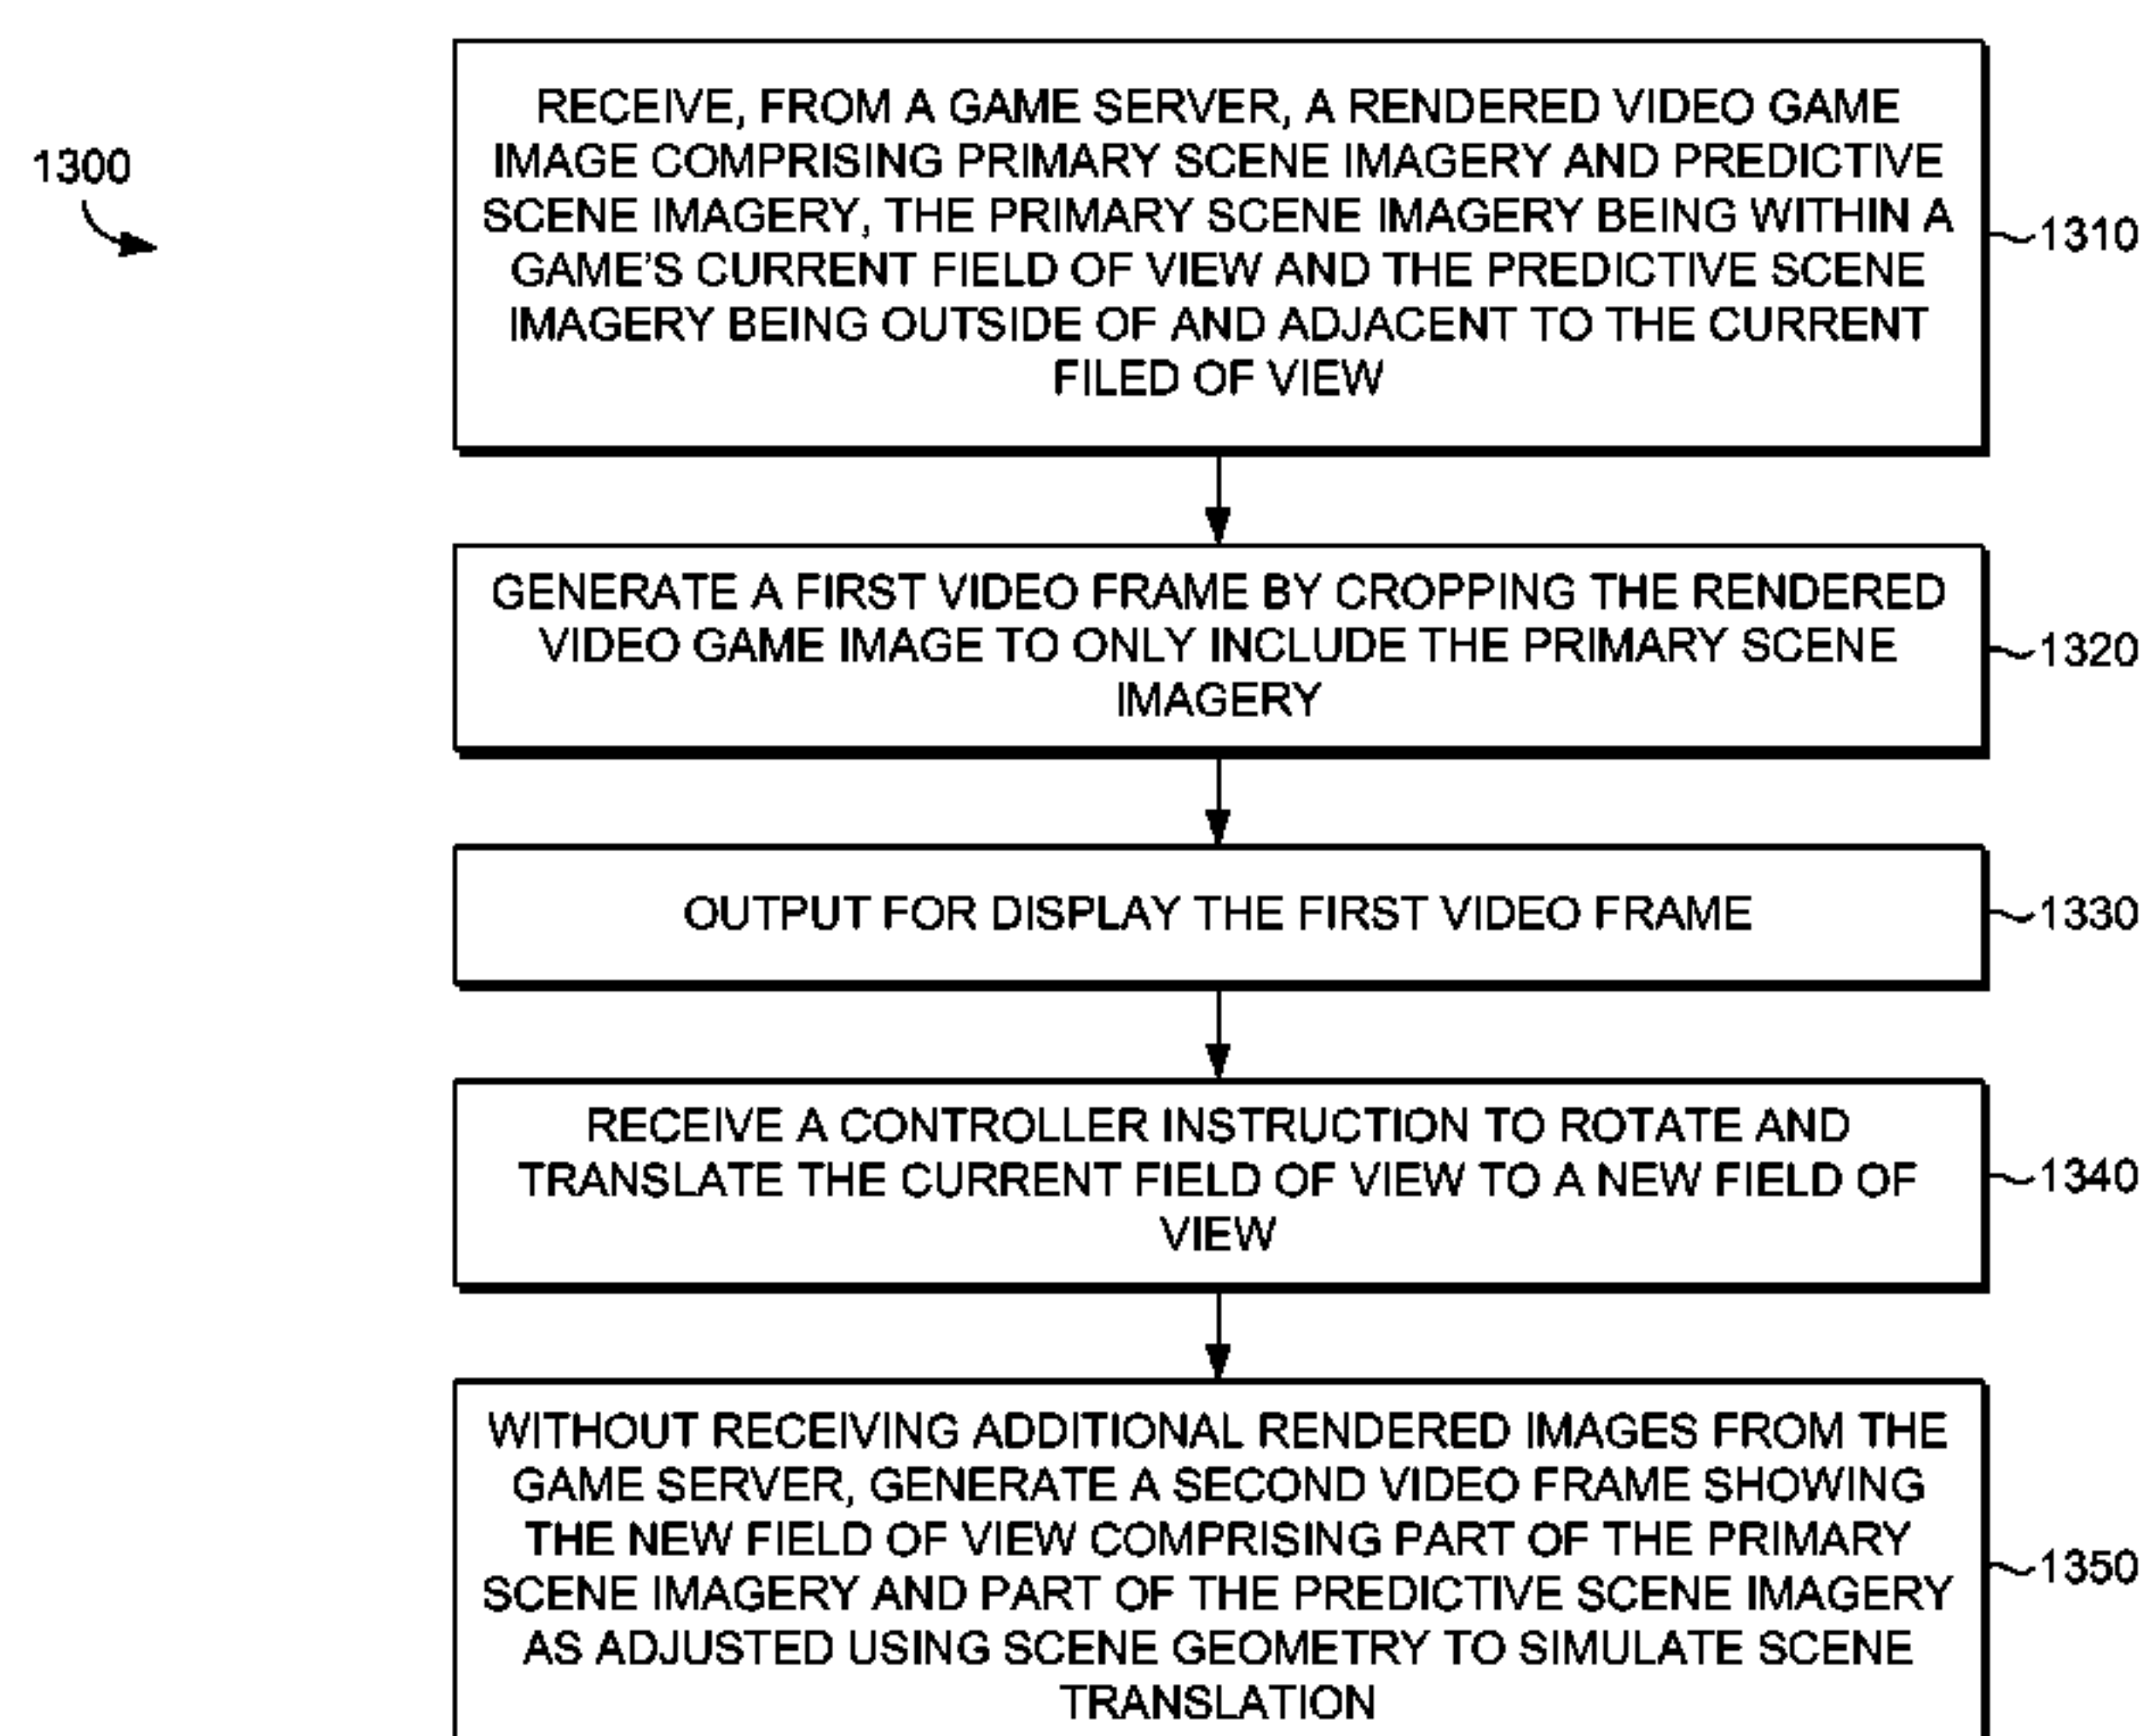 1300
RECEIVE, FROM A GAME SERVER, A RENDERED VIDEO GAME
IMAGE COMPRISING PRIMARY SCENE IMAGERY AND PREDICTIVE
SCENE IMAGERY, THE PRIMARY SCENE IMAGERY BEING WITHIN A
GAME'S CURRENT FIELD OF VIEW AND THE PREDICTIVE SCENE
IMAGERY BEING OUTSIDE OF AND ADJACENT TO THE CURRENT
FILED OF VIEW
1310
GENERATE A FIRST VIDEO FRAME BY CROPPING THE RENDERED
VIDEO GAME IMAGE TO ONLY INCLUDE THE PRIMARY SCENE
IMAGERY
1320
OUTPUT FOR DISPLAY THE FIRST VIDEO FRAME
1330
RECEIVE A CONTROLLER INSTRUCTION TO ROTATE AND
TRANSLATE THE CURRENT FIELD OF VIEW TO A NEW FIELD OF
VIEW
1340
WITHOUT RECEIVING ADDITIONAL RENDERED IMAGES FROM THE
GAME SERVER, GENERATE A SECOND VIDEO FRAME SHOWING
THE NEW FIELD OF VIEW COMPRISING PART OF THE PRIMARY
SCENE IMAGERY AND PART OF THE PREDICTIVE SCENE IMAGERY
AS ADJUSTED USING SCENE GEOMETRY TO SIMULATE SCENE
TRANSLATION
1350